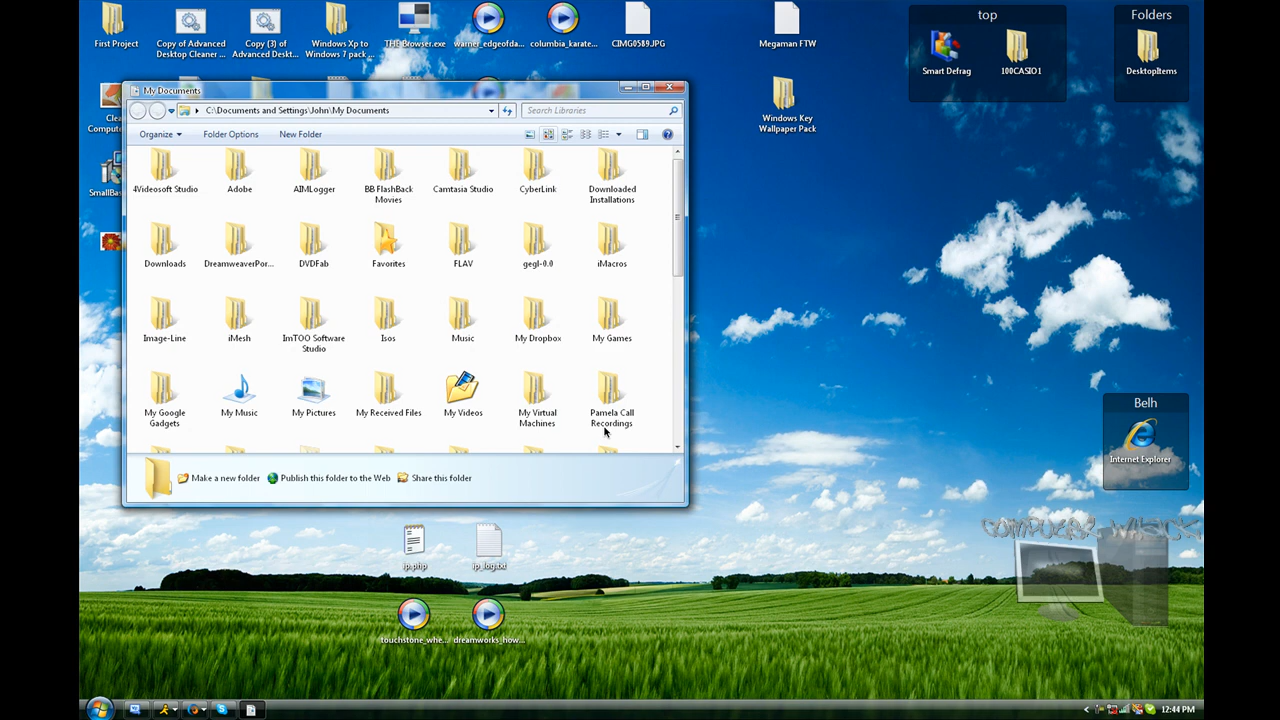 First Project
Copy of Advanced
Desktop Cleaner ...
Copy (3) of
Advanced Deskt...
Windows Xp to
Windows 7 pack ...
THE Browser.exe
warner_edgeofda...
columbia_karate...
CIMG0589.JPG
Megaman FTW
top
Smart Defrag
100CASIO1
Folders
DesktopItems
Windows Key
Wallpaper Pack
My Documents
C:\Documents and Settings\John\My Documents
Search Libraries
Organize
Folder Options
New Folder
4Videosoft Studio
Adobe
AIMLogger
BB FlashBack
Movies
Camtasia Studio
CyberLink
Downloaded
Installations
Downloads
DreamweaverPor...
DVDFab
Favorites
FLAV
gegl-0.0
iMacros
Image-Line
iMesh
ImTOO Software
Studio
Isos
Music
My Dropbox
My Games
My Google
Gadgets
My Music
My Pictures
My Received Files
My Videos
My Virtual
Machines
Pamela Call
Recordings
Make a new folder
Publish this folder to the Web
Share this folder
Clea
Compute
SmallBas
Belh
Internet Explorer
COMPUTER WHICK
ip.php
ip_log.txt
touchstone_whe...
dreamworks_how...
12:44 PM